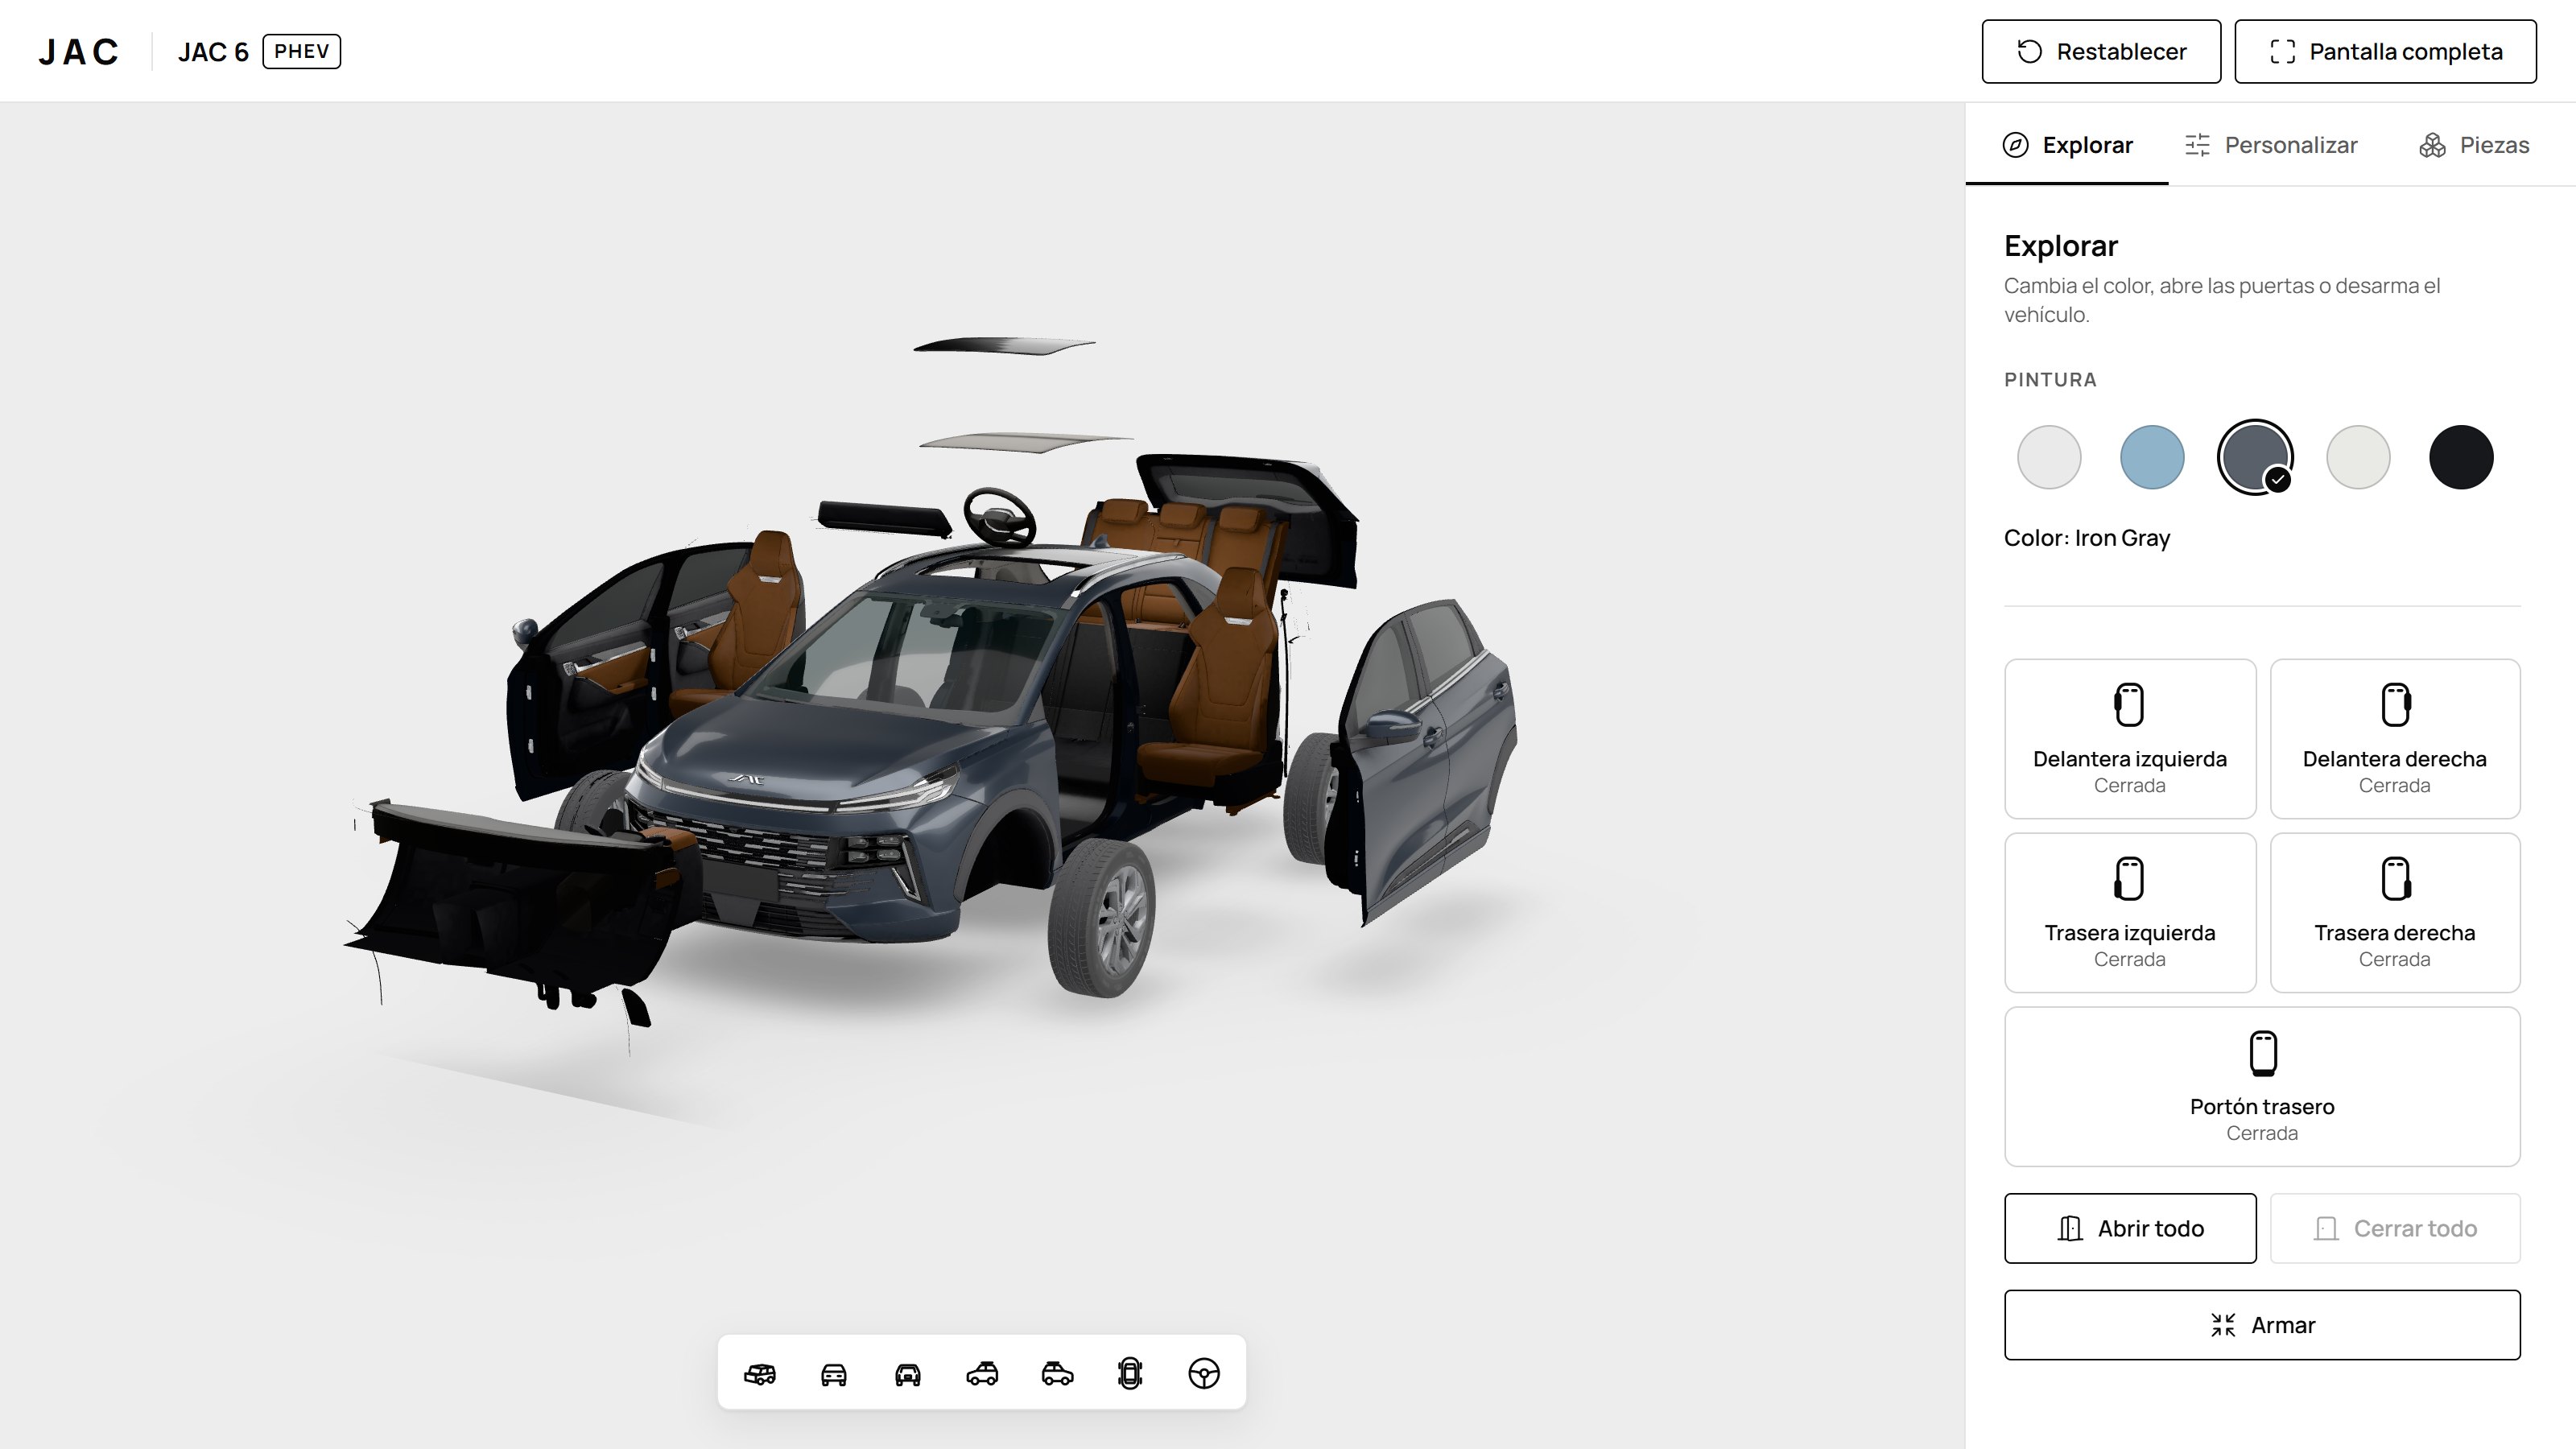 JAC
JAC 6
PHEV
Restablecer
Pantalla completa
Explorar
Personalizar
Piezas
Explorar
Cambia el color, abre las puertas o desarma el
vehículo.
PINTURA
Color: Iron Gray
Delantera izquierda
Cerrada
Delantera derecha
Cerrada
Trasera izquierda
Cerrada
Trasera derecha
Cerrada
Portón trasero
Cerrada
Abrir todo
Cerrar todo
Armar
JAC